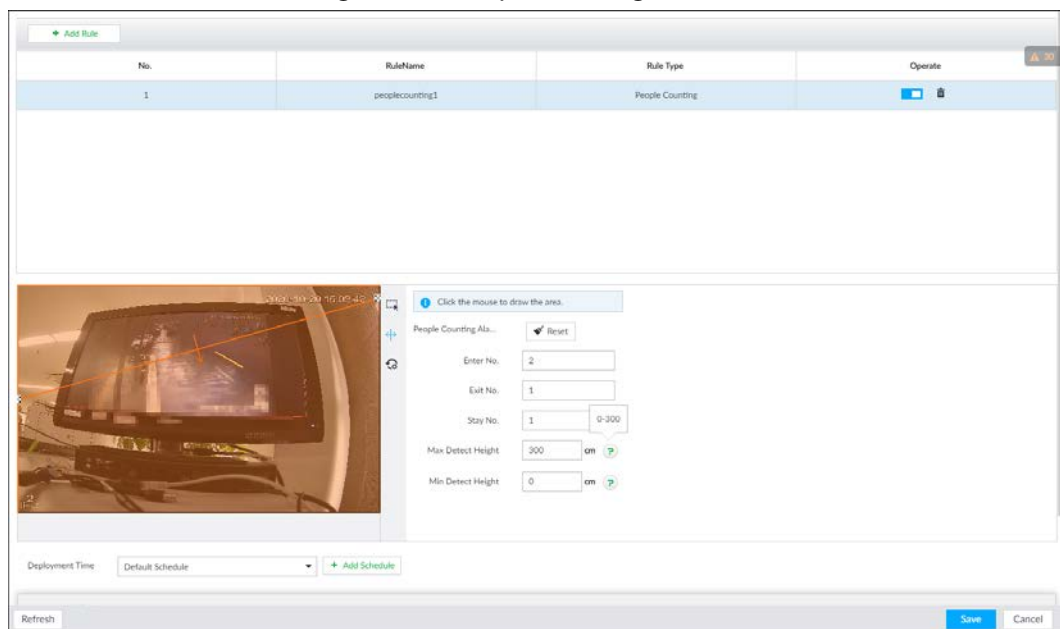 + Add Rule
No. RuleName Rule Type Operate
30
1 peoplecounting1 People Counting
Click the mouse to draw the area.
People Counting Ala... Reset
Enter No. 2
Exit No. 1
Stay No. 1 0-300
Max Detect Height 300 cm ?
Min Detect Height 0 cm ?
Deployment Time Default Schedule + Add Schedule
Refresh Save Cancel